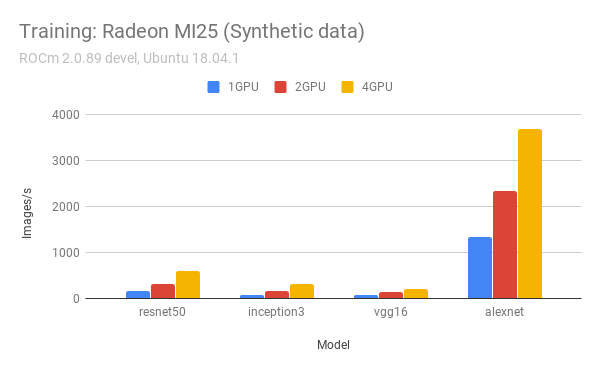 Training: Radeon MI25 (Synthetic data)
ROCm 2.0.89 devel, Ubuntu 18.04.1
1GPU 2GPU 4GPU
4000
3000
2000
1000
0
Images/s
resnet50 inception3 vgg16 alexnet
Model